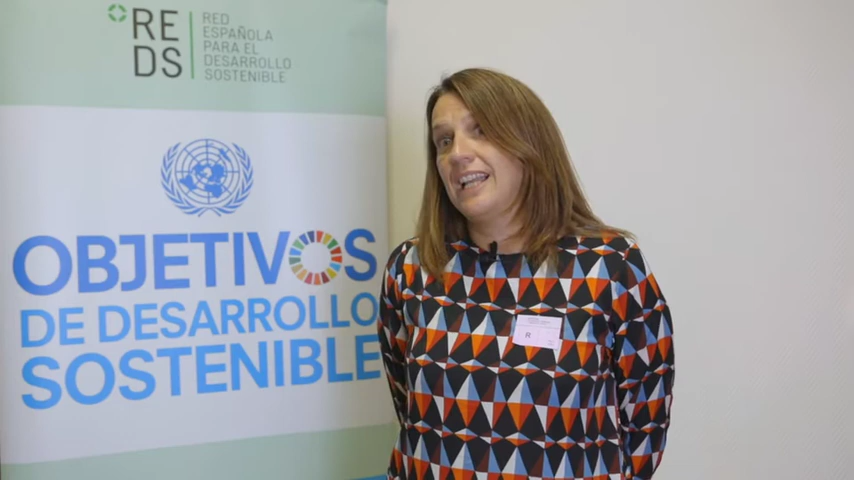 RE
DS
RED
ESPAÑOLA
PARA EL
DESARROLLO
SOSTENIBLE
OBJETIVOS
DE DESARROLLO
SOSTENIBLE
R